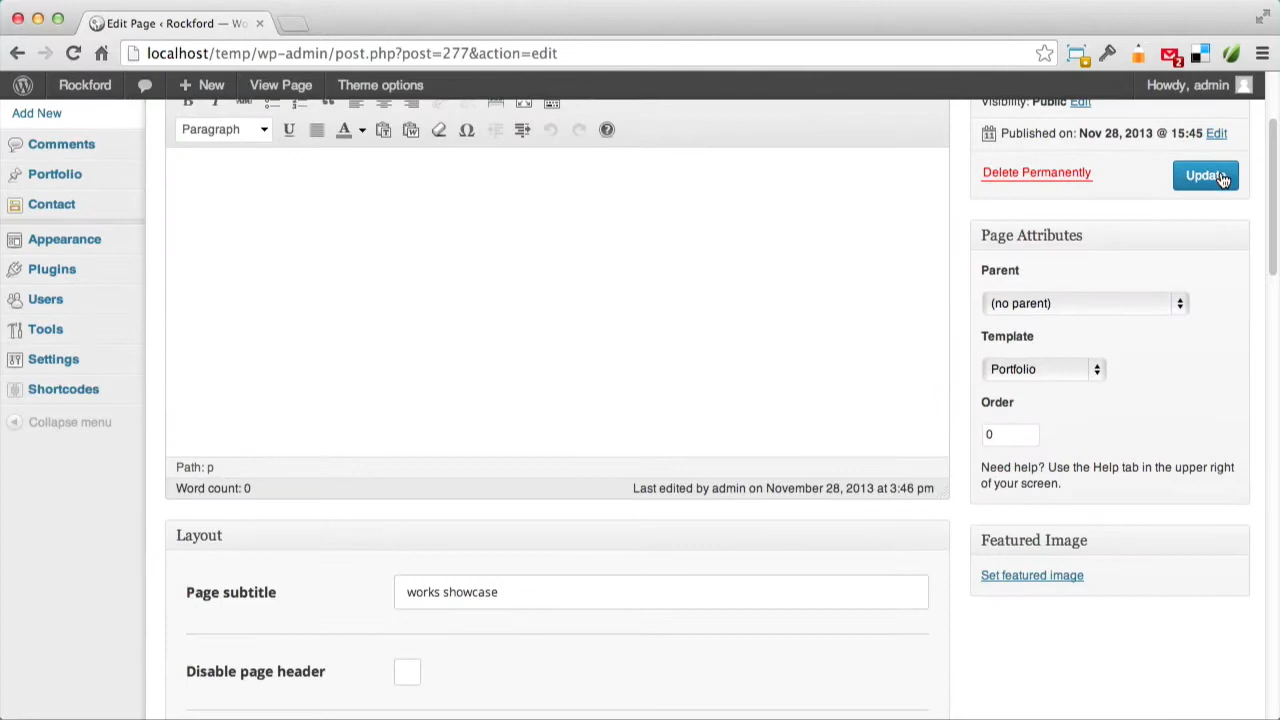 Edit Page ‹ Rockford — Wo
localhost/temp/wp-admin/post.php?post=277&action=edit
2
Rockford
New
View Page
Theme options
Howdy, admin
Add New
Comments
Portfolio
Contact
Appearance
Plugins
Users
Tools
Settings
Shortcodes
Collapse menu
ABC
Paragraph
U
A
Ω
?
Path: p
Word count: 0
Last edited by admin on November 28, 2013 at 3:46 pm
Layout
Page subtitle
works showcase
Disable page header
Visibility: Public Edit
11 Published on: Nov 28, 2013 @ 15:45 Edit
Delete Permanently
Update
Page Attributes
Parent
(no parent)
Template
Portfolio
Order
0
Need help? Use the Help tab in the upper right
of your screen.
Featured Image
Set featured image